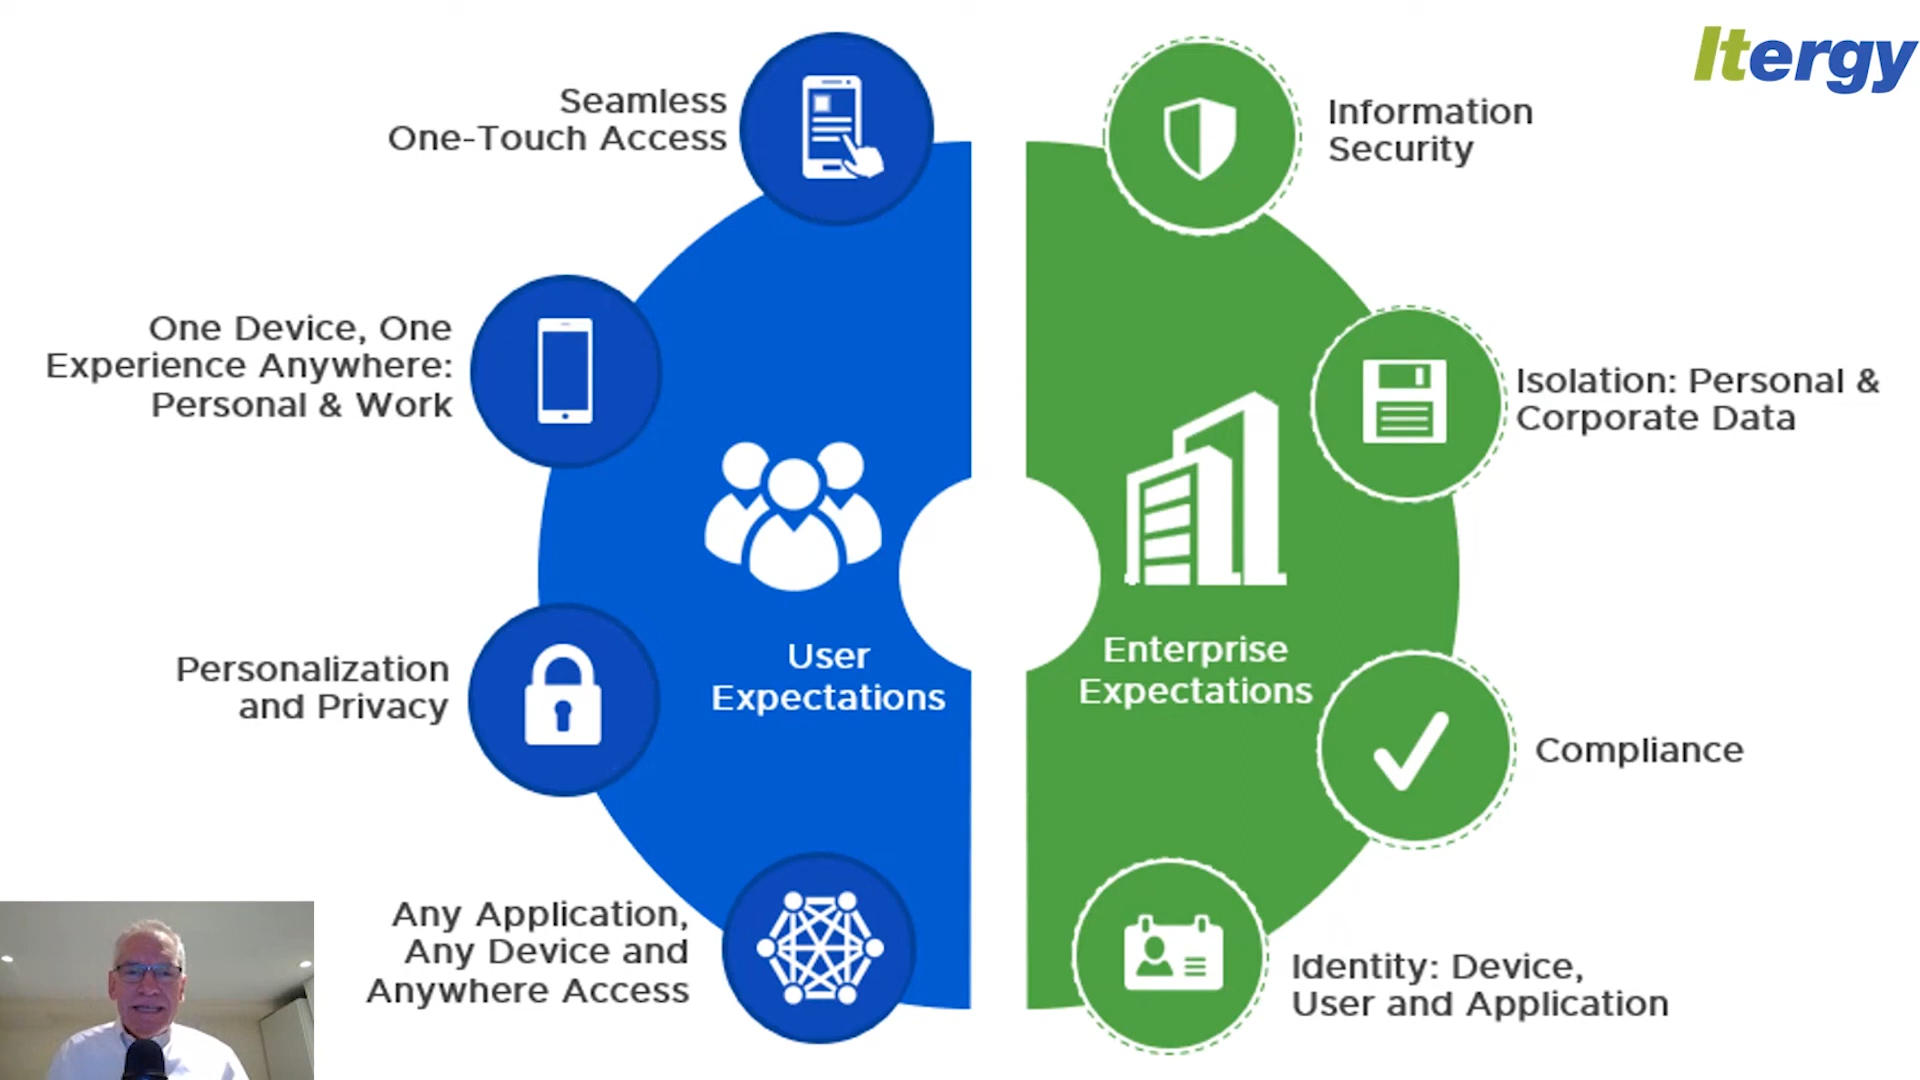 Itergy
Seamless
One-Touch Access
One Device, One
Experience Anywhere:
Personal & Work
Personalization
and Privacy
Any Application,
Any Device and
Anywhere Access
User
Expectations
Enterprise
Expectations
Information
Security
Isolation: Personal &
Corporate Data
Compliance
Identity: Device,
User and Application